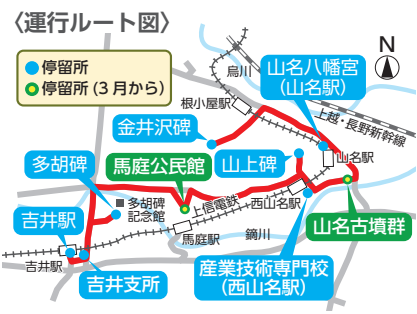 〈運行ルート図〉
停留所
停留所(3月から)
N
烏川
山名八幡宮
(山名駅)
根小屋駅
上越・長野新幹線
金井沢碑
多胡碑
馬庭公民館
山上碑
山名駅
多胡碑
記念館
上信電鉄
西山名駅
吉井駅
馬庭駅
鏑川
山名古墳群
吉井駅
吉井支所
産業技術専門校
(西山名駅)